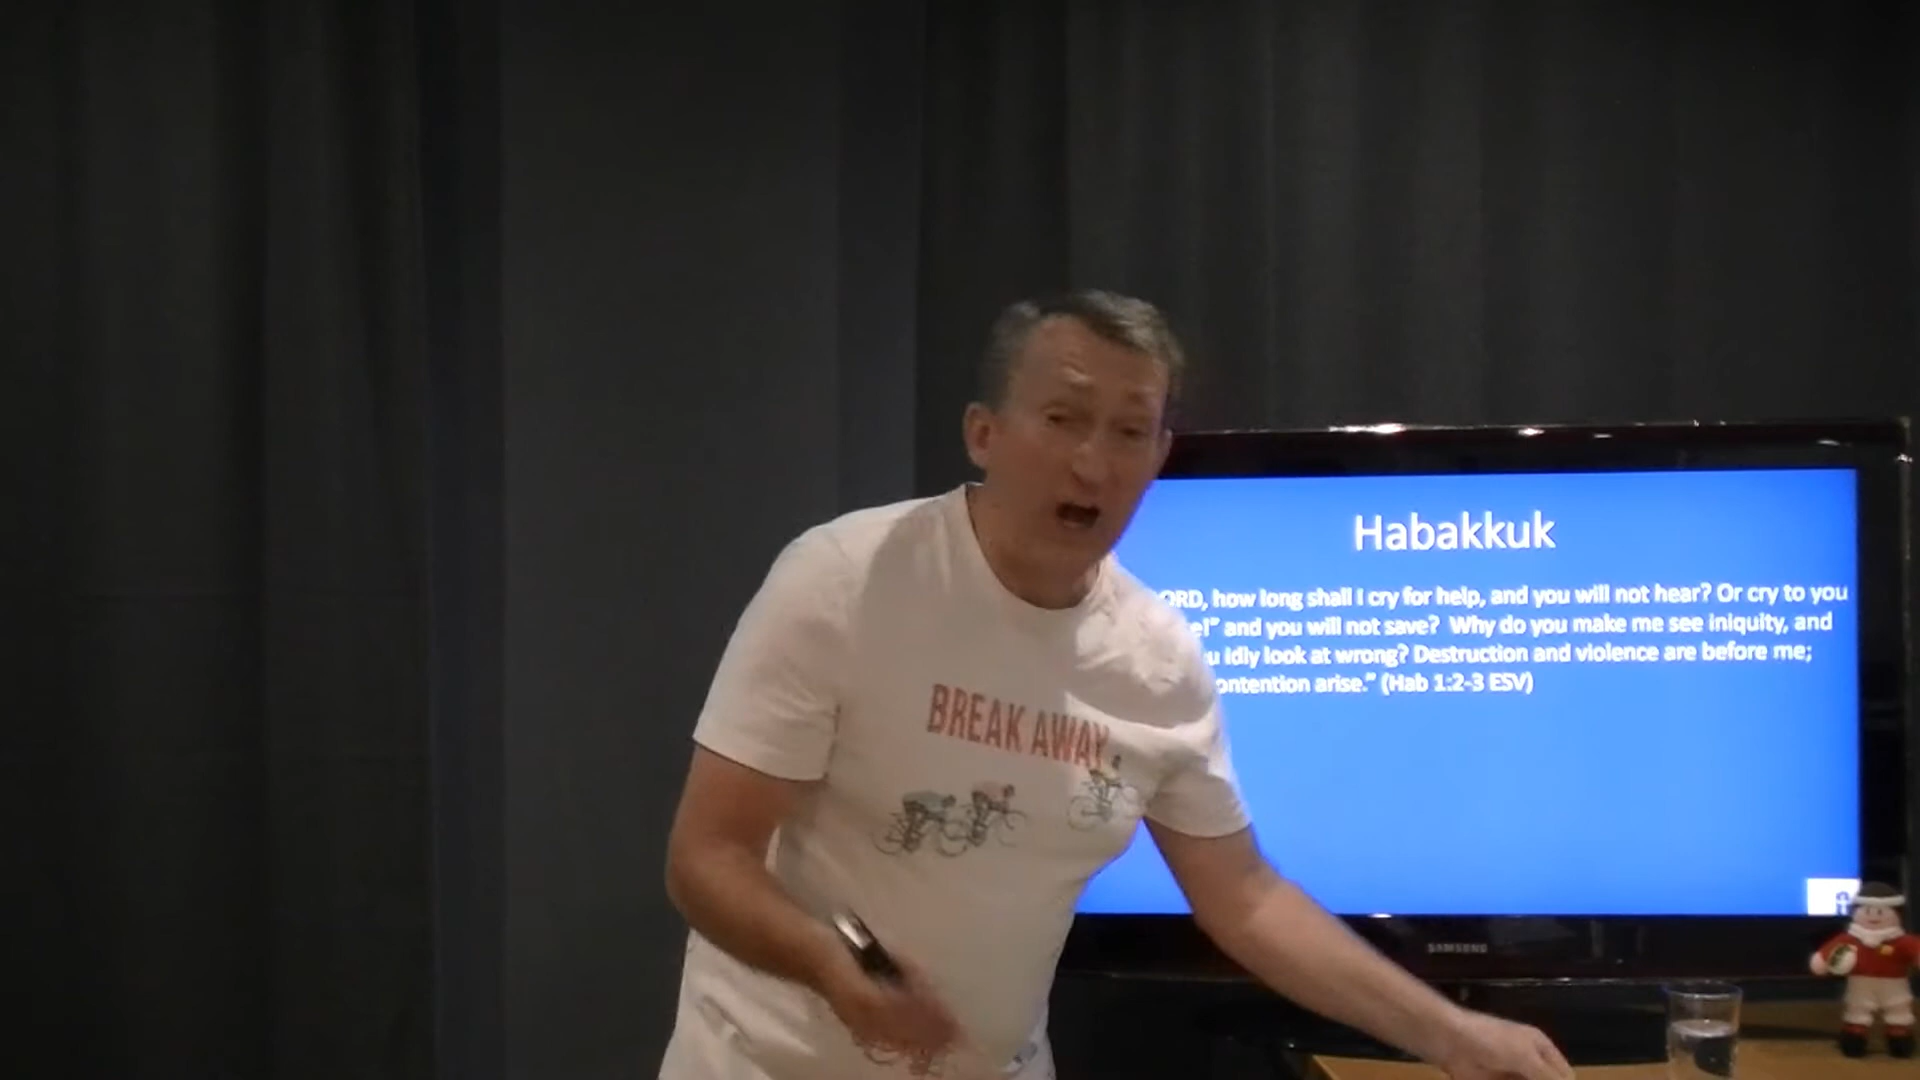 Habakkuk
ORD, how long shall I cry for help, and you will not hear? Or cry to you
e!” and you will not save?  Why do you make me see iniquity, and
u idly look at wrong? Destruction and violence are before me;
ontention arise.” (Hab 1:2-3 ESV)
BREAK AWAY
SAMSUNG